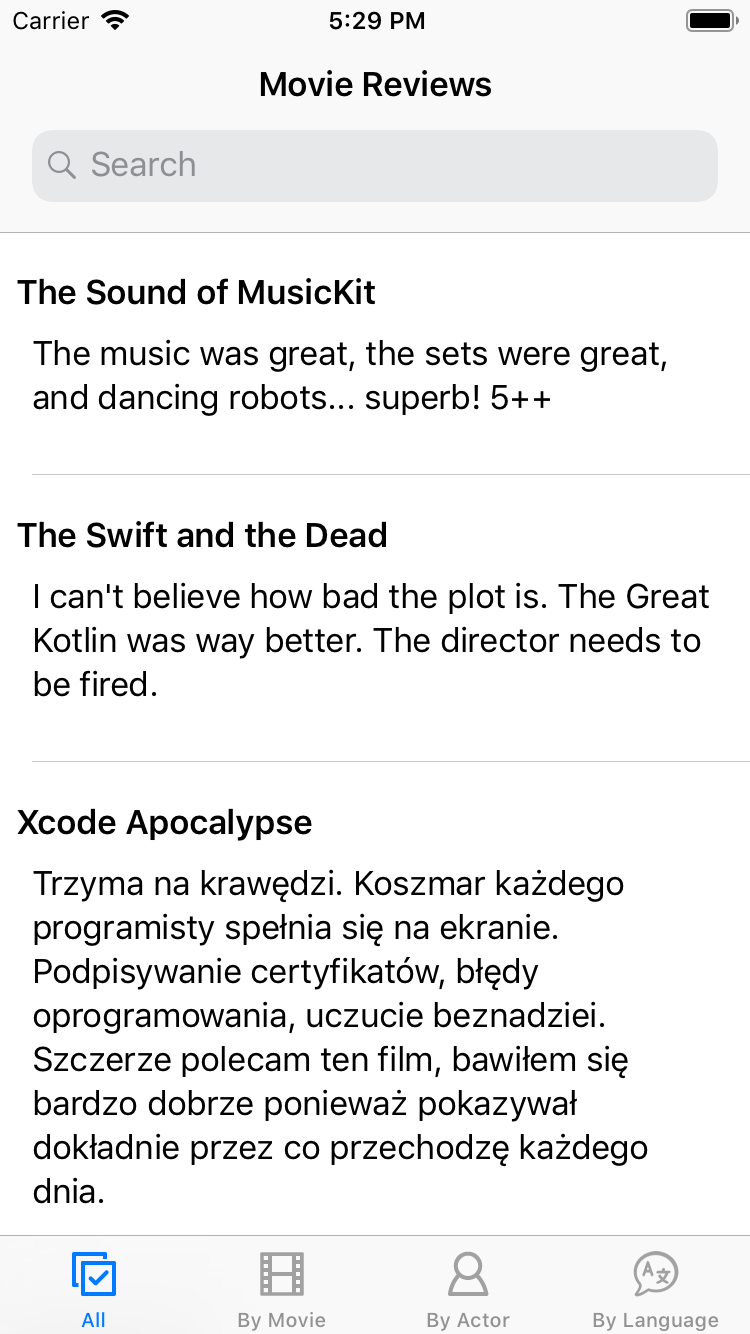 Carrier 5:29 PM
Movie Reviews
Search
The Sound of MusicKit
The music was great, the sets were great,
and dancing robots... superb! 5++
The Swift and the Dead
I can't believe how bad the plot is. The Great
Kotlin was way better. The director needs to
be fired.
Xcode Apocalypse
Trzyma na krawędzi. Koszmar każdego
programisty spełnia się na ekranie.
Podpisywanie certyfikatów, błędy
oprogramowania, uczucie beznadziei.
Szczerze polecam ten film, bawiłem się
bardzo dobrze ponieważ pokazywał
dokładnie przez co przechodzę każdego
dnia.
All By Movie By Actor By Language